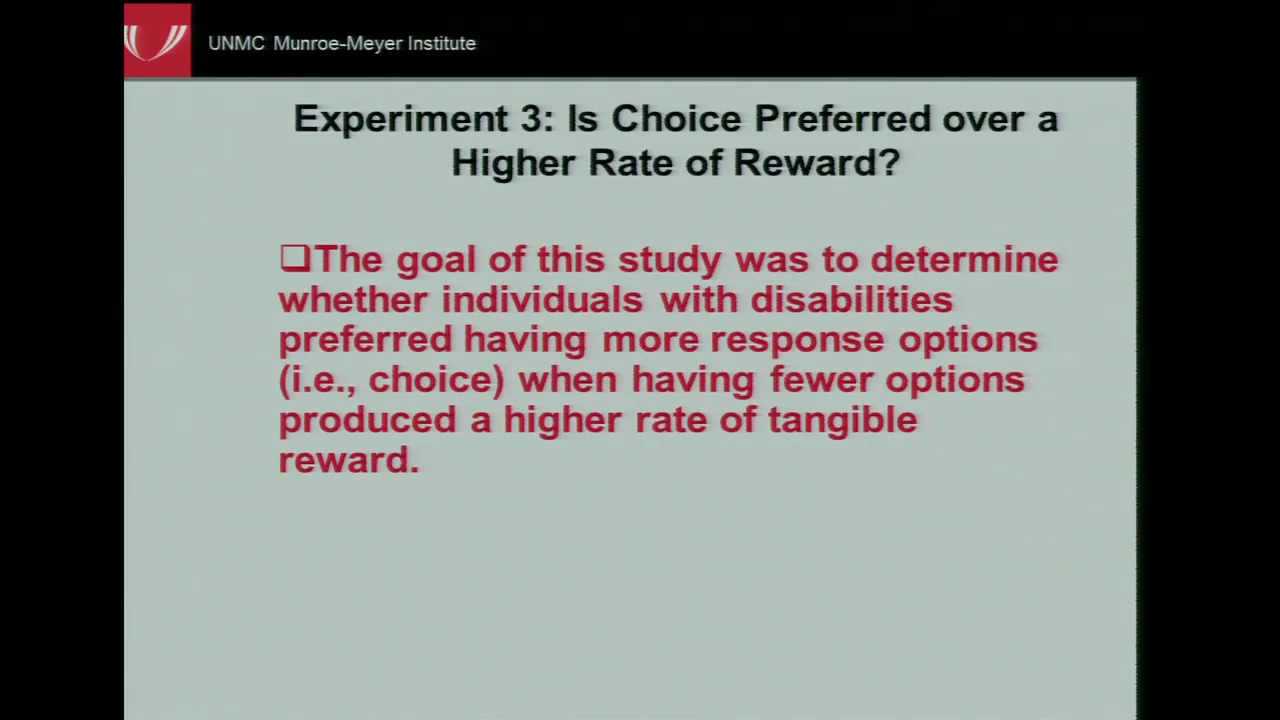 UNMC Munroe-Meyer Institute
Experiment 3: Is Choice Preferred over a
Higher Rate of Reward?
❑The goal of this study was to determine
whether individuals with disabilities
preferred having more response options
(i.e., choice) when having fewer options
produced a higher rate of tangible
reward.